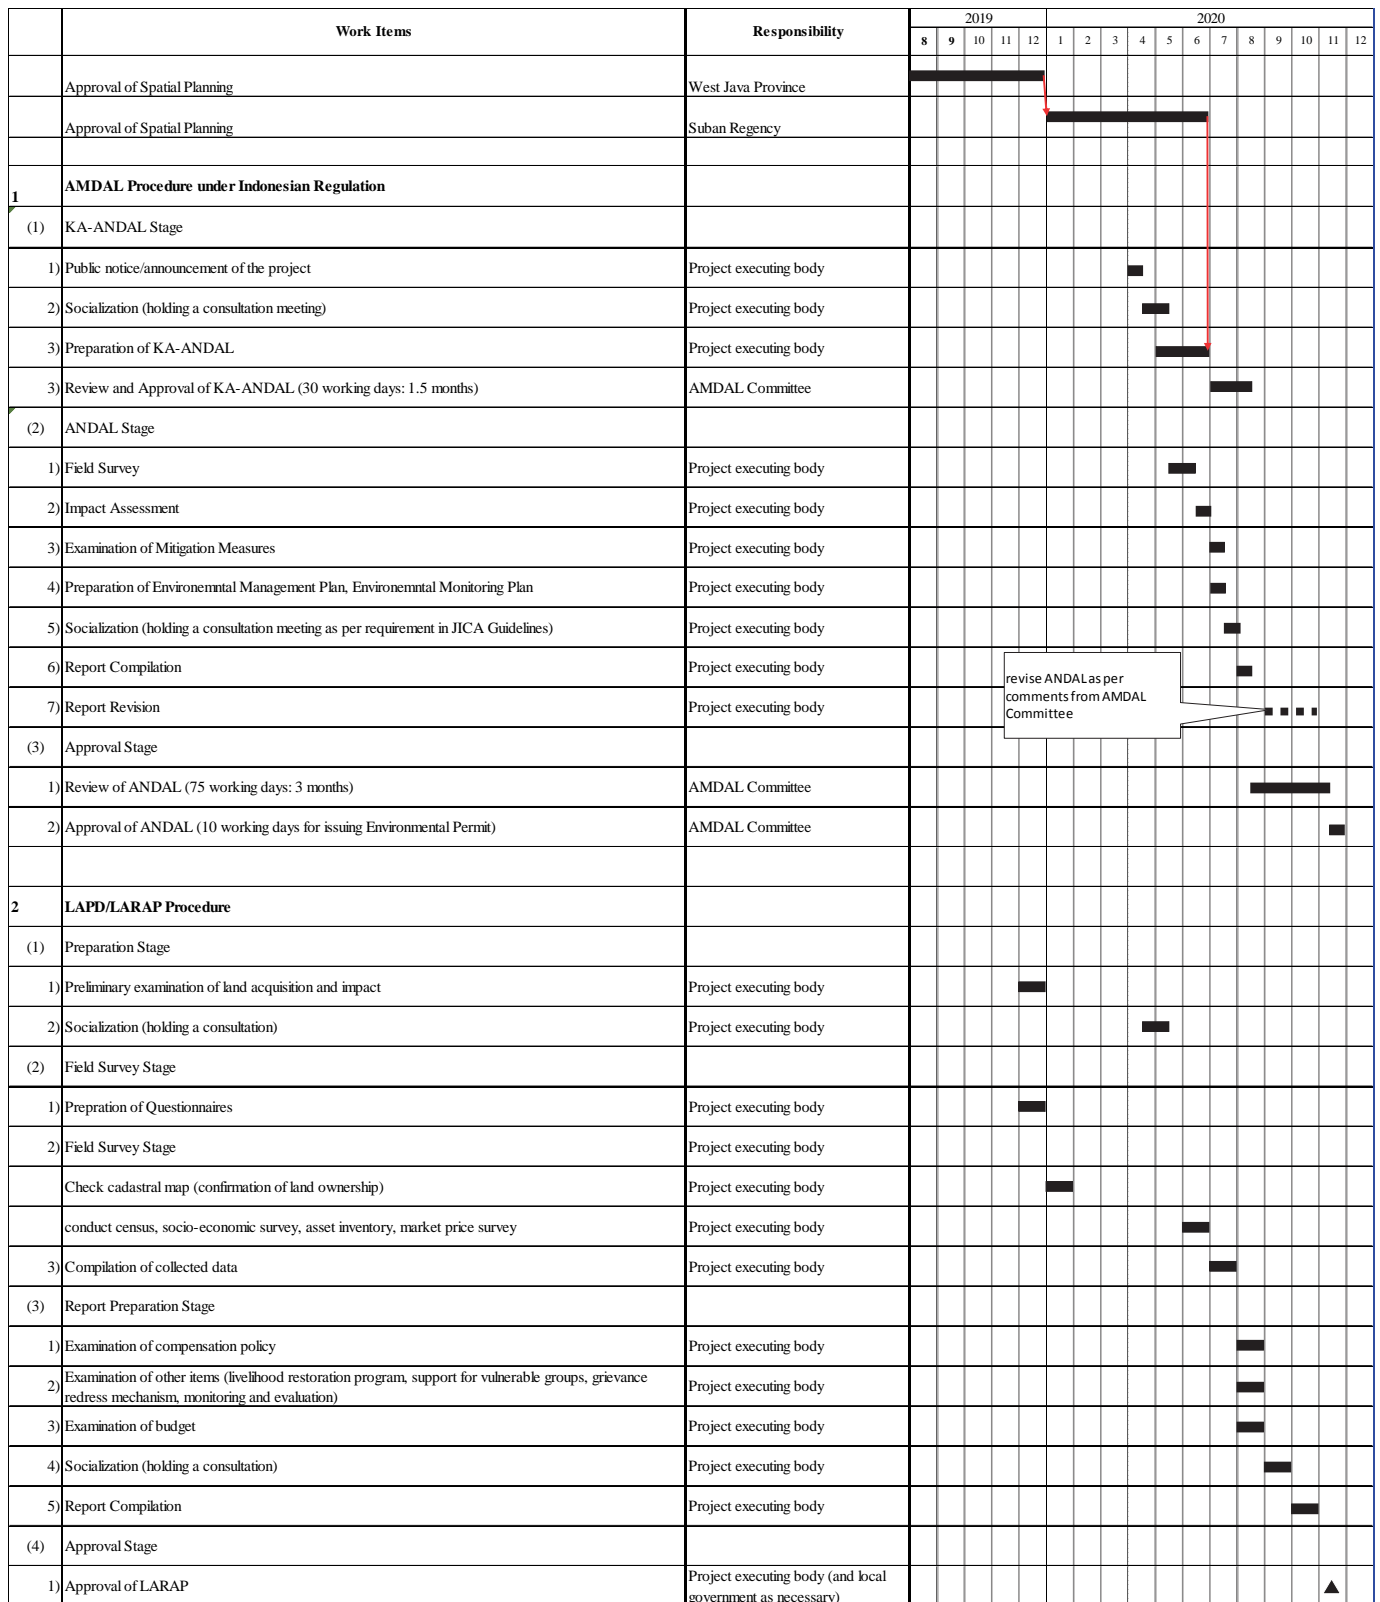 Work Items Responsibility 2019 2020
8 9 10 11 12 1 2 3 4 5 6 7 8 9 10 11 12
Approval of Spatial Planning West Java Province
Approval of Spatial Planning Suban Regency
1 AMDAL Procedure under Indonesian Regulation
(1) KA-ANDAL Stage
1) Public notice/announcement of the project Project executing body
2) Socialization (holding a consultation meeting) Project executing body
3) Preparation of KA-ANDAL Project executing body
3) Review and Approval of KA-ANDAL (30 working days: 1.5 months) AMDAL Committee
(2) ANDAL Stage
1) Field Survey Project executing body
2) Impact Assessment Project executing body
3) Examination of Mitigation Measures Project executing body
4) Preparation of Environemntal Management Plan, Environemntal Monitoring Plan Project executing body
5) Socialization (holding a consultation meeting as per requirement in JICA Guidelines) Project executing body
6) Report Compilation Project executing body
revise ANDAL as per
comments from AMDAL
Committee
7) Report Revision Project executing body
(3) Approval Stage
1) Review of ANDAL (75 working days: 3 months) AMDAL Committee
2) Approval of ANDAL (10 working days for issuing Environmental Permit) AMDAL Committee
2 LAPD/LARAP Procedure
(1) Preparation Stage
1) Preliminary examination of land acquisition and impact Project executing body
2) Socialization (holding a consultation) Project executing body
(2) Field Survey Stage
1) Prepration of Questionnaires Project executing body
2) Field Survey Stage Project executing body
Check cadastral map (confirmation of land ownership) Project executing body
conduct census, socio-economic survey, asset inventory, market price survey Project executing body
3) Compilation of collected data Project executing body
(3) Report Preparation Stage
1) Examination of compensation policy Project executing body
2) Examination of other items (livelihood restoration program, support for vulnerable groups, grievance
redress mechanism, monitoring and evaluation) Project executing body
3) Examination of budget Project executing body
4) Socialization (holding a consultation) Project executing body
5) Report Compilation Project executing body
(4) Approval Stage
1) Approval of LARAP Project executing body (and local
government as necessary)